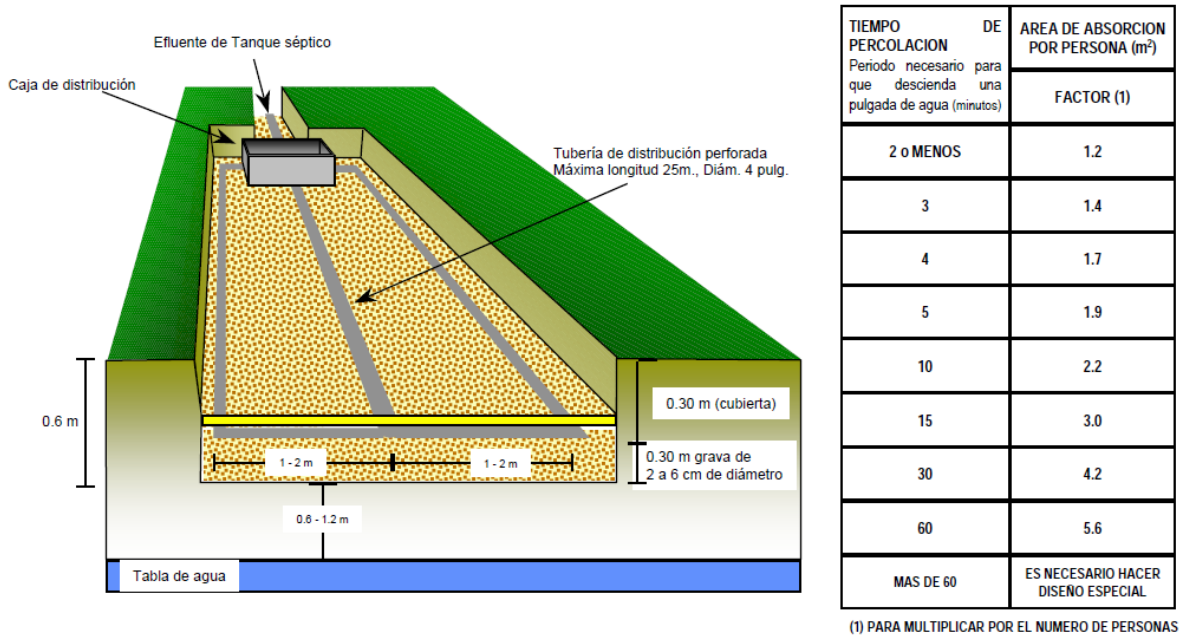 Efluente de Tanque séptico
Caja de distribución
Tubería de distribución perforada
Máxima longitud 25m., Diám. 4 pulg.
0.6 m
0.30 m (cubierta)
0.30 m grava de
2 a 6 cm de diámetro
1 - 2 m
1 - 2 m
0.6 - 1.2 m
Tabla de agua
TIEMPO DE
PERCOLACION
Periodo necesario para
que descienda una
pulgada de agua (minutos)
AREA DE ABSORCION
POR PERSONA (m²)
FACTOR (1)
2 o MENOS 1.2
3 1.4
4 1.7
5 1.9
10 2.2
15 3.0
30 4.2
60 5.6
MAS DE 60
ES NECESARIO HACER
DISEÑO ESPECIAL
(1) PARA MULTIPLICAR POR EL NUMERO DE PERSONAS